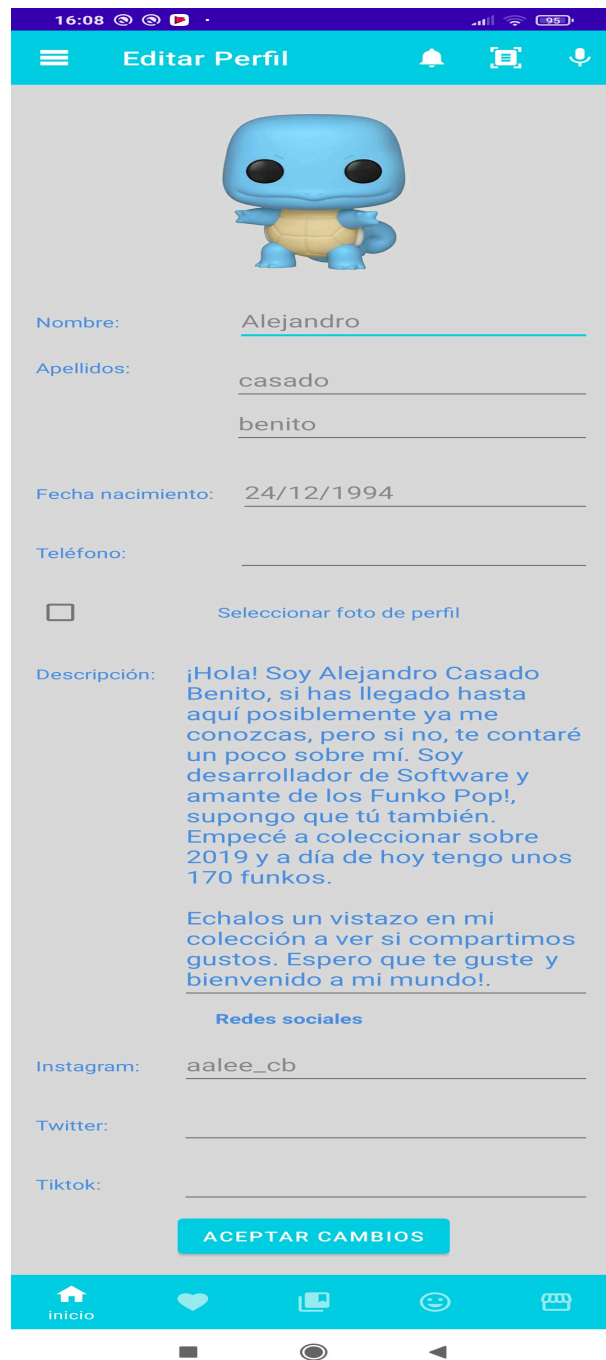 16:08
95
Editar Perfil
Nombre: Alejandro
Apellidos: casado
benito
Fecha nacimiento: 24/12/1994
Teléfono:
Seleccionar foto de perfil
Descripción: ¡Hola! Soy Alejandro Casado
Benito, si has llegado hasta
aquí posiblemente ya me
conozcas, pero si no, te contaré
un poco sobre mí. Soy
desarrollador de Software y
amante de los Funko Pop!,
supongo que tú también.
Empecé a coleccionar sobre
2019 y a día de hoy tengo unos
170 funkos.
Echalos un vistazo en mi
colección a ver si compartimos
gustos. Espero que te guste y
bienvenido a mi mundo!.
Redes sociales
Instagram: aalee_cb
Twitter:
Tiktok:
ACEPTAR CAMBIOS
inicio